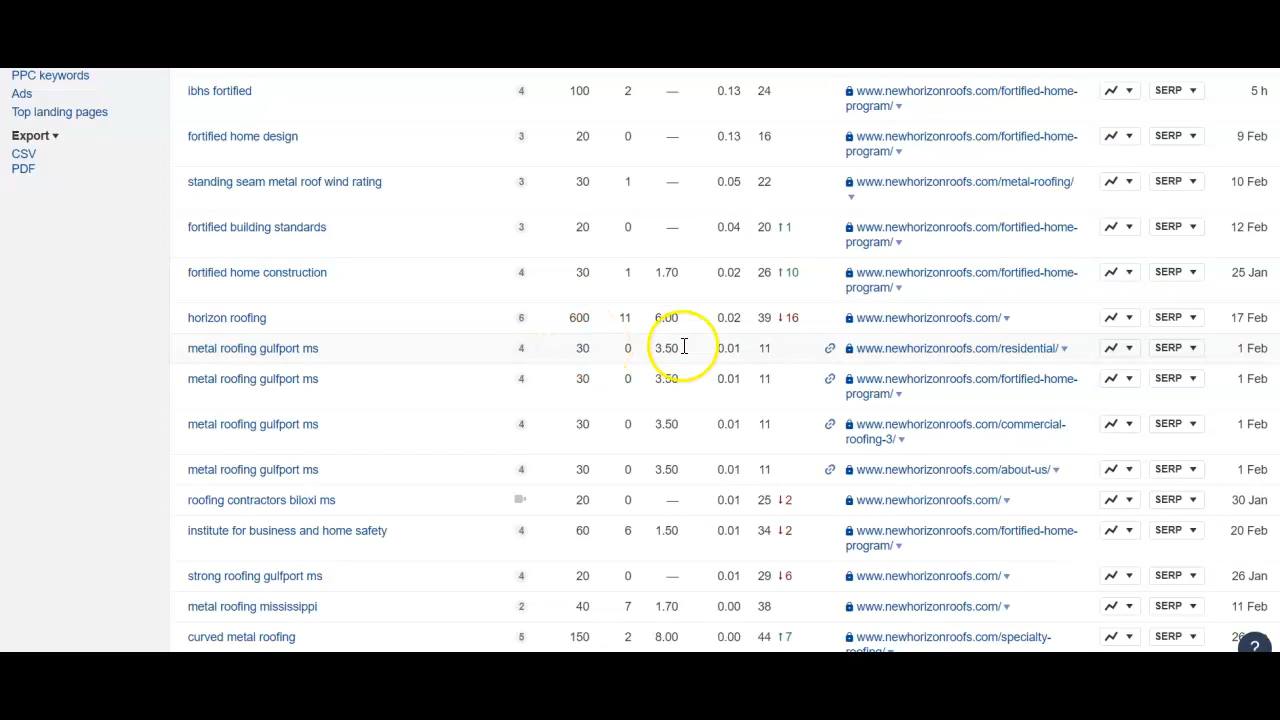 PPC keywords
Ads
Top landing pages
Export
CSV
PDF
ibhs fortified 4 100 2 — 0.13 24 www.newhorizonroofs.com/fortified-home- SERP 5 h
program/
fortified home design 3 20 0 — 0.13 16 www.newhorizonroofs.com/fortified-home- SERP 9 Feb
program/
standing seam metal roof wind rating 3 30 1 — 0.05 22 www.newhorizonroofs.com/metal-roofing/ SERP 10 Feb
fortified building standards 3 20 0 — 0.04 20 ↑1 www.newhorizonroofs.com/fortified-home- SERP 12 Feb
program/
fortified home construction 4 30 1 1.70 0.02 26 ↑10 www.newhorizonroofs.com/fortified-home- SERP 25 Jan
program/
horizon roofing 6 600 11 6.00 0.02 39 ↓16 www.newhorizonroofs.com/ SERP 17 Feb
metal roofing gulfport ms 4 30 0 3.50 0.01 11 www.newhorizonroofs.com/residential/ SERP 1 Feb
metal roofing gulfport ms 4 30 0 3.50 0.01 11 www.newhorizonroofs.com/fortified-home- SERP 1 Feb
program/
metal roofing gulfport ms 4 30 0 3.50 0.01 11 www.newhorizonroofs.com/commercial- SERP 1 Feb
roofing-3/
metal roofing gulfport ms 4 30 0 3.50 0.01 11 www.newhorizonroofs.com/about-us/ SERP 1 Feb
roofing contractors biloxi ms 20 0 — 0.01 25 ↓2 www.newhorizonroofs.com/ SERP 30 Jan
institute for business and home safety 4 60 6 1.50 0.01 34 ↓2 www.newhorizonroofs.com/fortified-home- SERP 20 Feb
program/
strong roofing gulfport ms 4 20 0 — 0.01 29 ↓6 www.newhorizonroofs.com/ SERP 26 Jan
metal roofing mississippi 2 40 7 1.70 0.00 38 www.newhorizonroofs.com/ SERP 11 Feb
curved metal roofing 5 150 2 8.00 0.00 44 ↑7 www.newhorizonroofs.com/specialty- SERP
roofing/
?